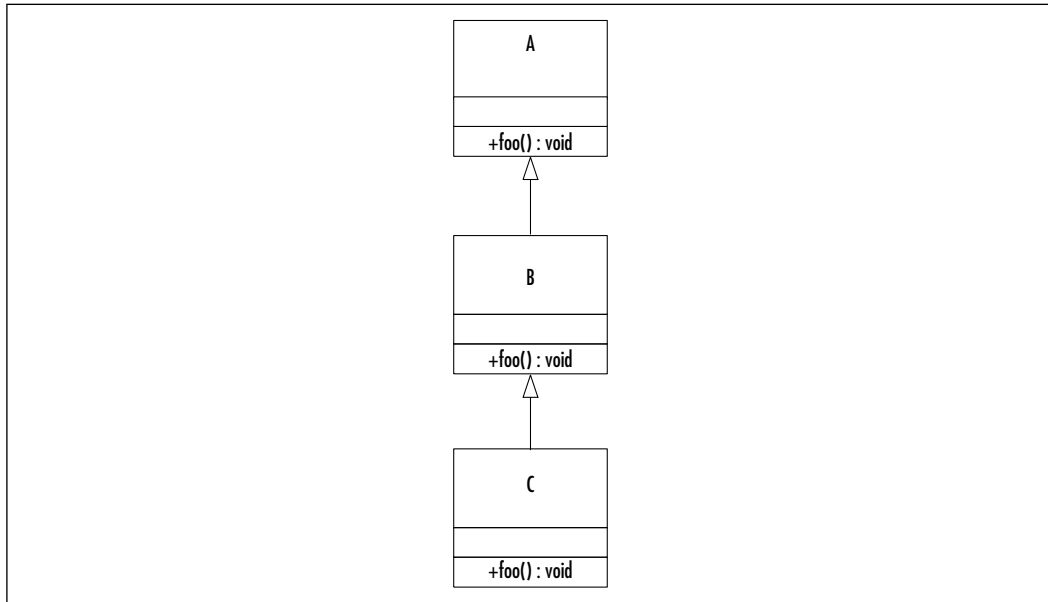 A
+foo() : void
B
+foo() : void
C
+foo() : void